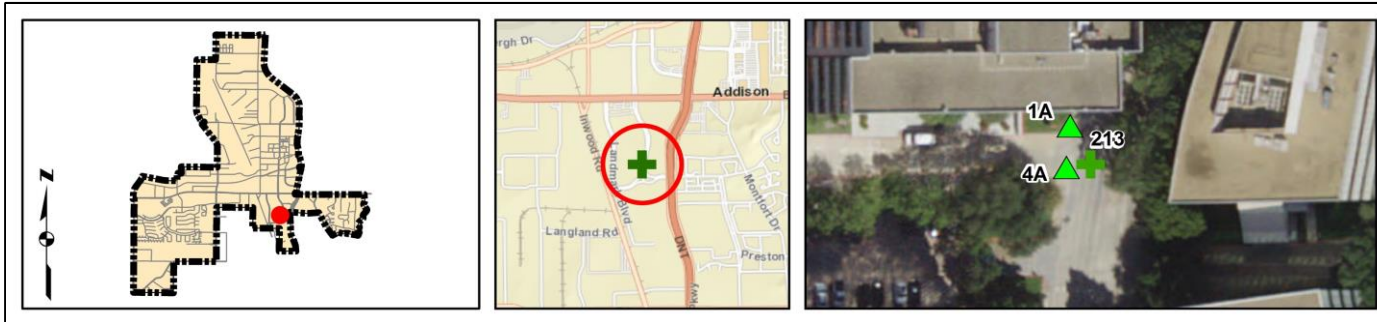 N
rgh Dr
Addison
B
Inwood Rd
Landmark Blvd
Montfort Dr
Langland Rd
DNT
Preston
Pkwy
1A
213
4A